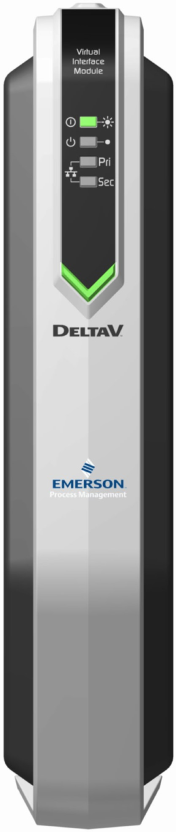 Virtual
Interface
Module
Pri
Sec
DELTAV
EMERSON
Process Management